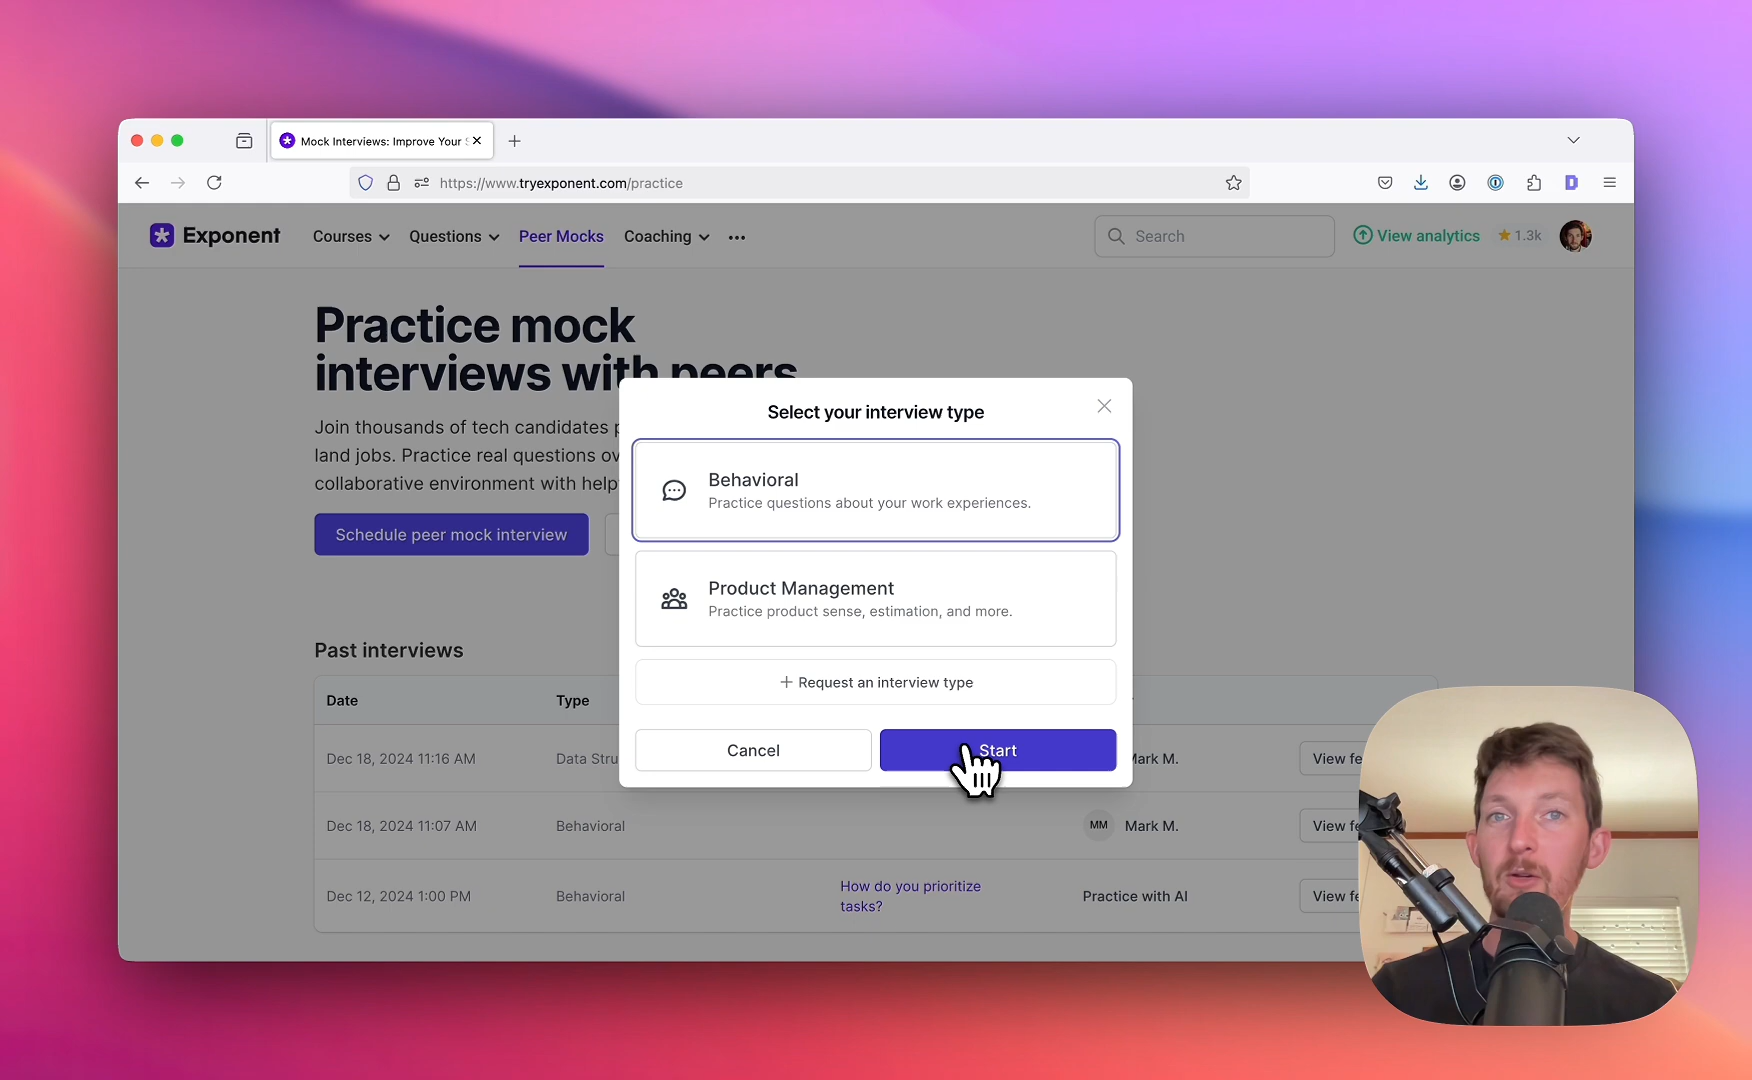 Mock Interviews: Improve Your S
https://www.tryexponent.com/practice
Exponent
Courses
Questions
Peer Mocks
Coaching
Search
View analytics
1.3k
Practice mock
interviews with peers
Join thousands of tech candidates p
land jobs. Practice real questions ov
collaborative environment with help
Schedule peer mock interview
Select your interview type
Behavioral
Practice questions about your work experiences.
Product Management
Practice product sense, estimation, and more.
+ Request an interview type
Cancel
Start
Past interviews
Date
Type
Dec 18, 2024 11:16 AM
Data Stru
Mark M.
View fe
Dec 18, 2024 11:07 AM
Behavioral
MM
Mark M.
View fe
Dec 12, 2024 1:00 PM
Behavioral
How do you prioritize
tasks?
Practice with AI
View fe